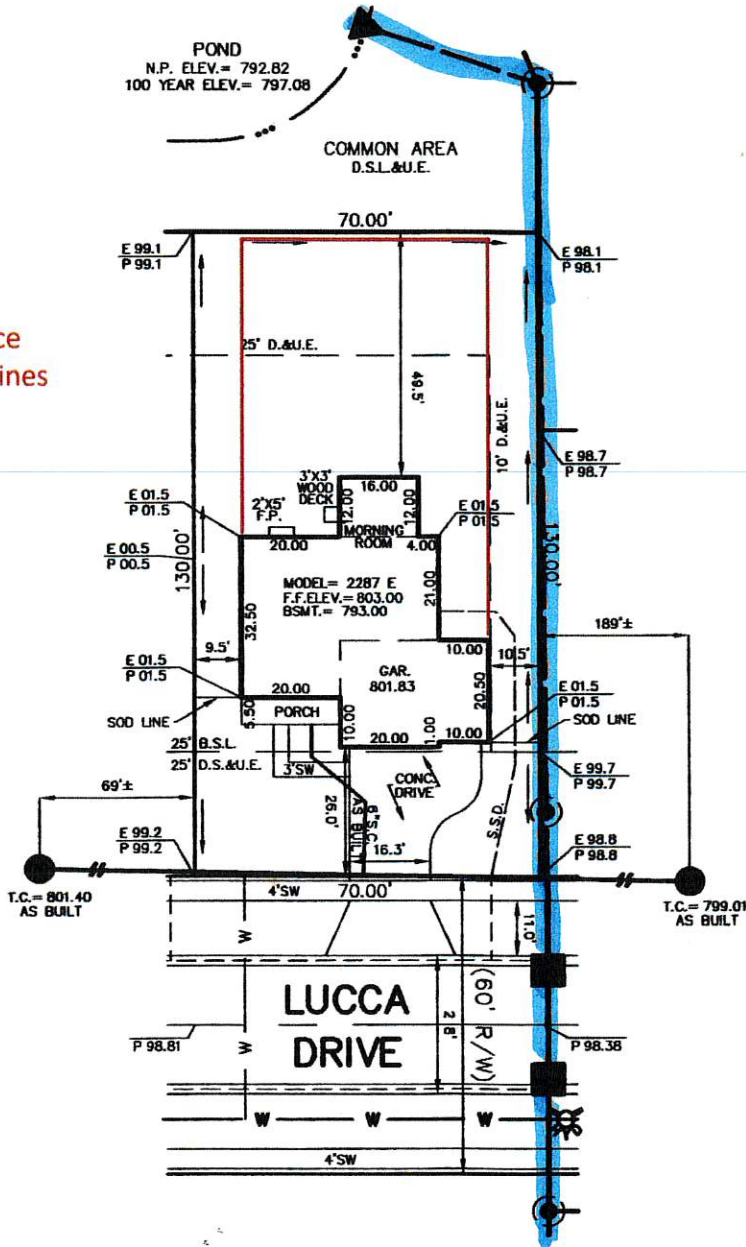 POND
N.P. ELEV.= 792.82
100 YEAR ELEV.= 797.08
COMMON AREA
D.S.L.&U.E.
70.00'
E 99.1
P 99.1
E 98.1
P 98.1
ce
ines
25' D.&U.E.
49.5'
10' D.&U.E.
E 98.7
P 98.7
3'X3'
WOOD
DECK
16.00
12.00
12.00
E 01.5
P 01.5
2'X5'
F.P.
E 01.5
P 01.5
MORNING
ROOM
20.00
4.00
130.00'
E 00.5
P 00.5
130.00'
MODEL= 2287 E
F.F.ELEV.= 803.00
BSMT.= 793.00
21.00
32.50
189'±
9.5'
10.00
10.5'
GAR.
801.83
E 01.5
P 01.5
20.50
E 01.5
P 01.5
20.00
SOD LINE
5.50
PORCH
10.00
SOD LINE
20.00
1.00
10.00
25' B.S.L.
25' D.S.&U.E.
3'SW
CONC.
DRIVE
E 99.7
P 99.7
69'±
26.0'
6"S.C.
AS BUILT
D.S.S.
16.3'
E 99.2
P 99.2
E 98.8
P 98.8
T.C.= 801.40
AS BUILT
4'SW
70.00'
T.C.= 799.01
AS BUILT
11.0'
W
LUCCA
DRIVE
(60' R/W)
P 98.81
P 98.38
W
W W W
4'SW